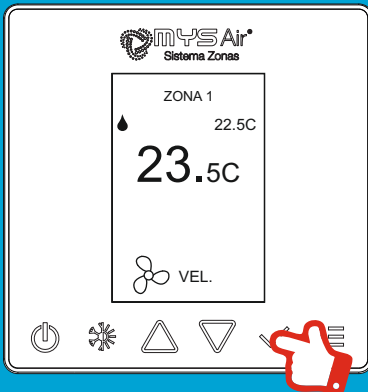 MYSAir®
Sistema Zonas
ZONA 1
22.5C
23.5C
VEL.